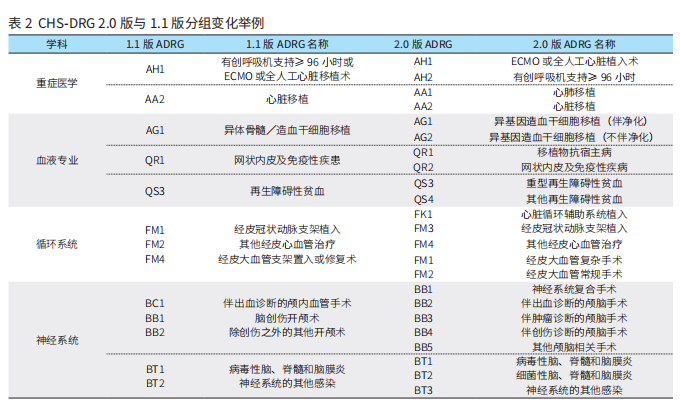 表 2 CHS-DRG 2.0 版与 1.1 版分组变化举例
学科 1.1 版 ADRG 1.1 版 ADRG 名称 2.0 版 ADRG 2.0 版 ADRG 名称
重症医学
AH1 有创呼吸机支持≥ 96 小时或
ECMO 或全人工心脏移植术
AH1 ECMO 或全人工心脏植入术
AH2 有创呼吸机支持≥ 96 小时
AA2 心脏移植
AA1 心肺移植
AA2 心脏移植
血液专业
AG1 异体骨髓／造血干细胞移植
AG1 异基因造血干细胞移植（伴净化）
AG2 异基因造血干细胞移植（不伴净化）
QR1 网状内皮及免疫性疾患
QR1 移植物抗宿主病
QR2 网状内皮及免疫性疾病
QS3 再生障碍性贫血
QS3 重型再生障碍性贫血
QS4 其他再生障碍性贫血
循环系统
FM1 经皮冠状动脉支架植入
FM2 其他经皮心血管治疗
FM4 经皮大血管支架置入或修复术
FK1 心脏循环辅助系统植入
FM3 经皮冠状动脉支架植入
FM4 其他经皮心血管治疗
FM1 经皮大血管复杂手术
FM2 经皮大血管常规手术
神经系统
BC1 伴出血诊断的颅内血管手术
BB1 脑创伤开颅术
BB2 除创伤之外的其他开颅术
BB1 神经系统复合手术
BB2 伴出血诊断的颅脑手术
BB3 伴肿瘤诊断的颅脑手术
BB4 伴创伤诊断的颅脑手术
BB5 其他颅脑相关手术
BT1 病毒性脑、脊髓和脑膜炎
BT2 神经系统的其他感染
BT1 病毒性脑、脊髓和脑膜炎
BT2 细菌性脑、脊髓和脑膜炎
BT3 神经系统的其他感染